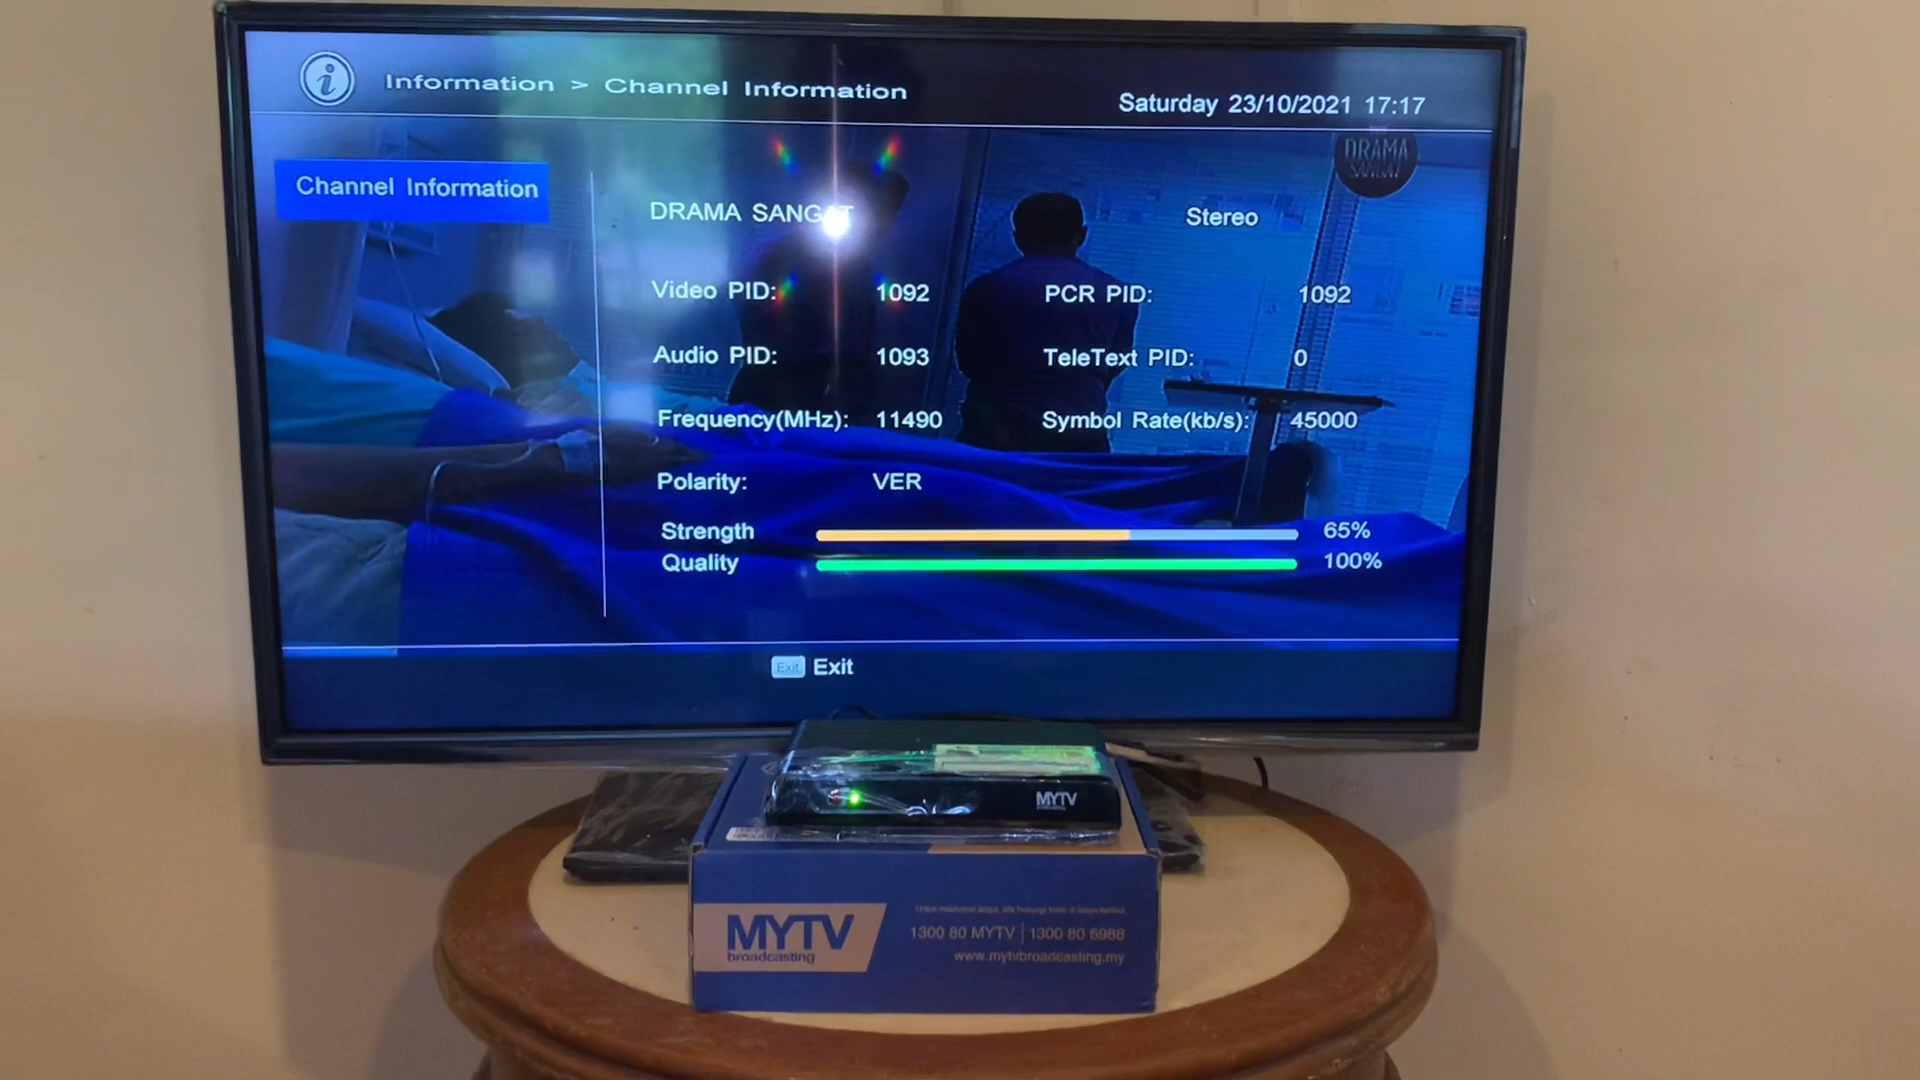 Information > Channel Information
Saturday 23/10/2021 17:17
DRAMA
SANGAT
Channel Information
DRAMA SANGAT
Stereo
Video PID: 1092
PCR PID: 1092
Audio PID: 1093
TeleText PID: 0
Frequency(MHz): 11490
Symbol Rate(kb/s): 45000
Polarity: VER
Strength 65%
Quality 100%
Exit Exit
MYTV
MYTV
broadcasting
1300 80 MYTV | 1300 80 6988
www.mytvbroadcasting.my